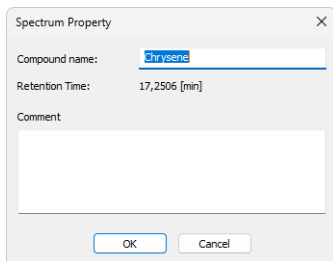 Spectrum Property
Compound name: Chrysene
Retention Time: 17,2506 [min]
Comment
OK Cancel